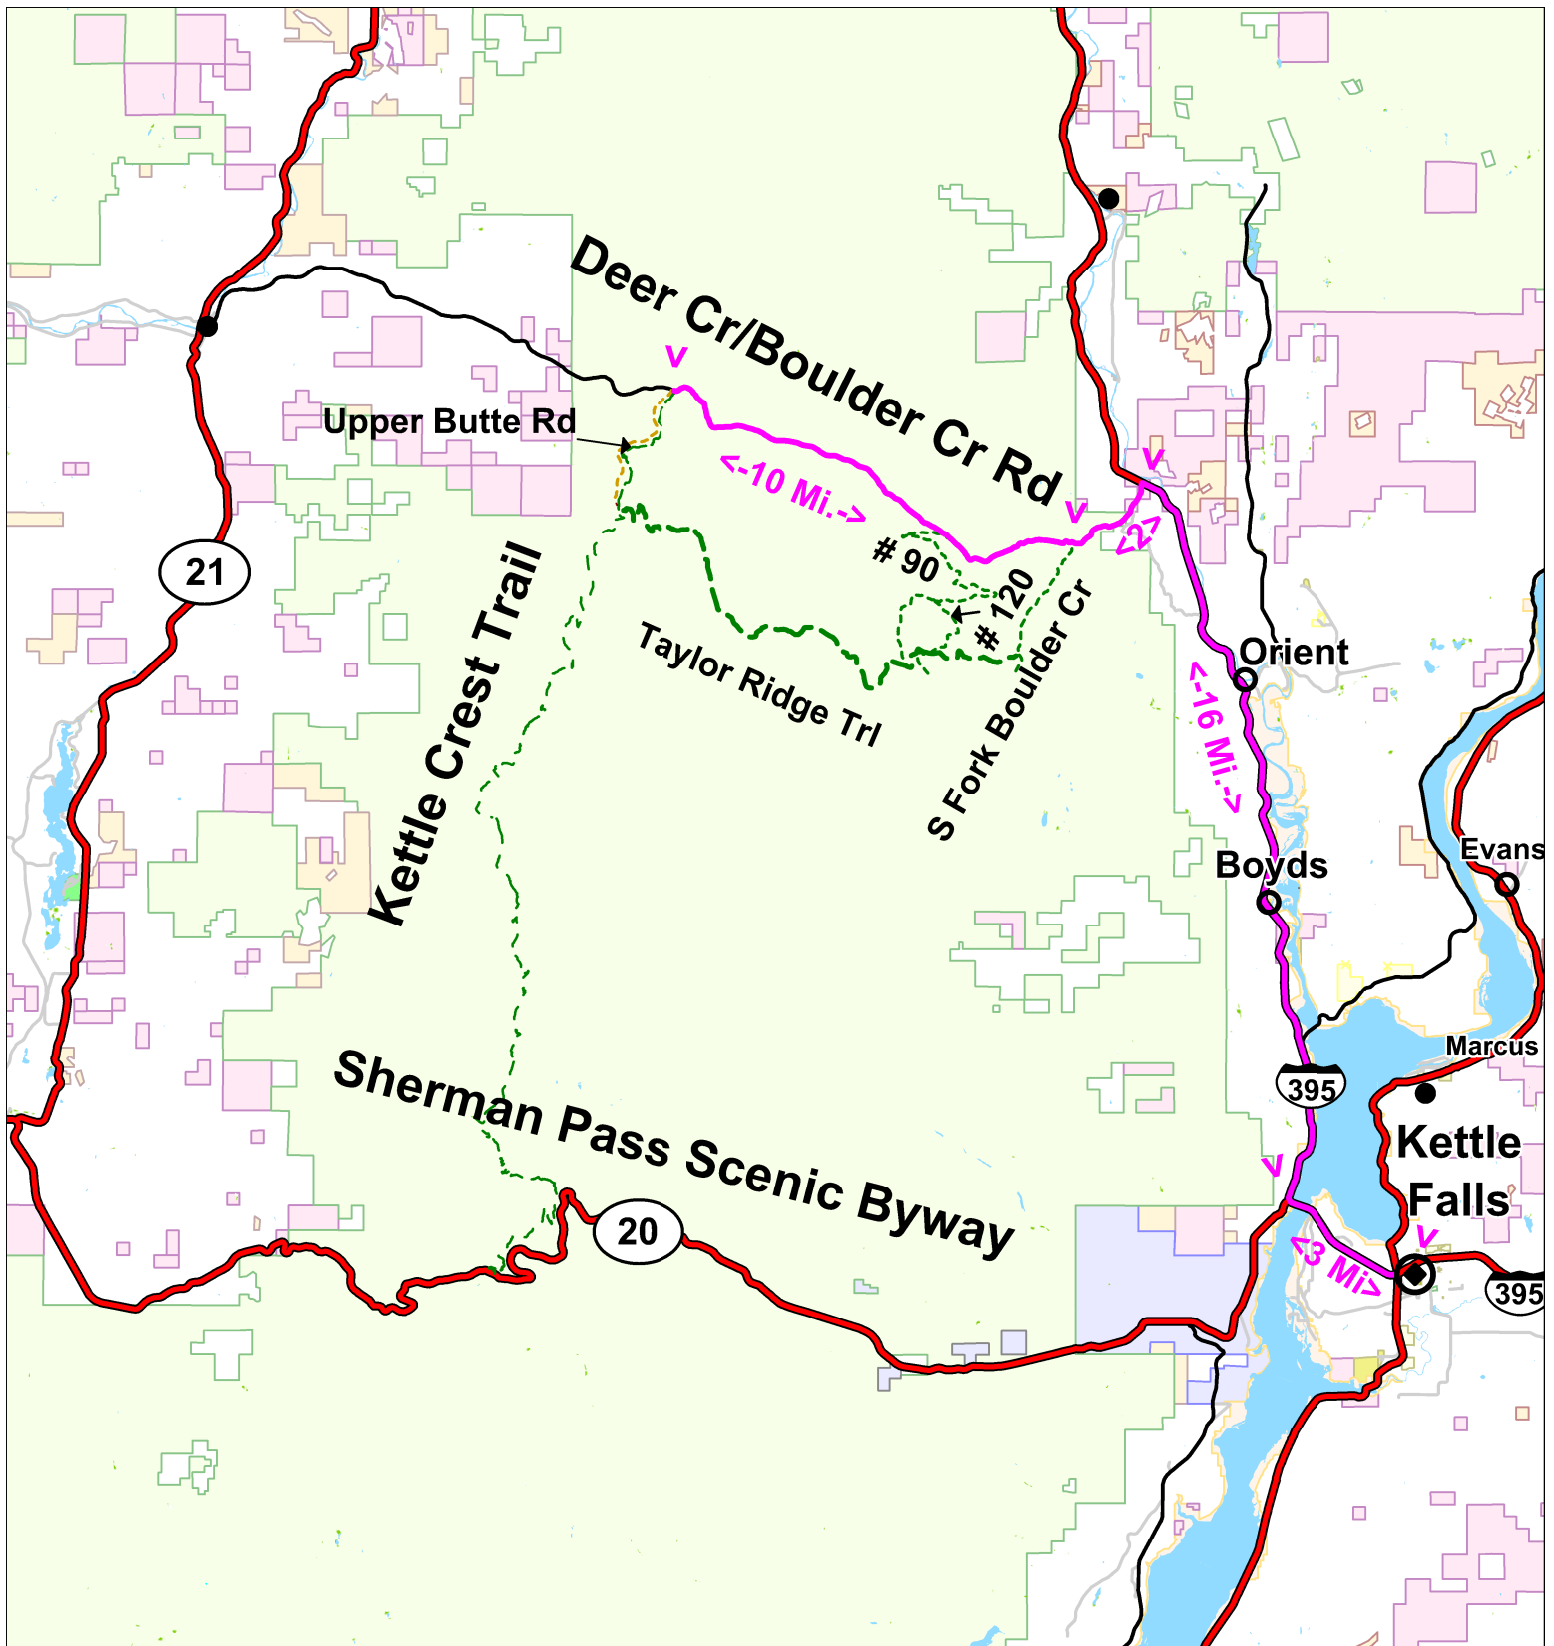 Deer Cr/Boulder Cr Rd
v
Upper Butte Rd
<-10 Mi.->
v
v
<2>
# 90
# 120
21
Kettle Crest Trail
Taylor Ridge Trl
S Fork Boulder Cr
Orient
<-16 Mi.->
Boyds
Evans
Marcus
395
Sherman Pass Scenic Byway
Kettle
Falls
v
v
20
<3 Mi>
395